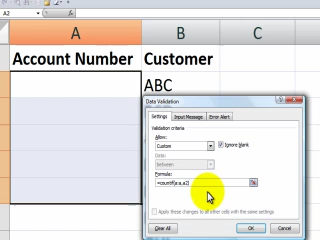 A2
A B C
Account Number Customer
ABC
Data Validation
Settings Input Message Error Alert
Validation criteria
Allow:
Custom Ignore blank
Data:
between
Formula:
=countif(a:a,a2)
Apply these changes to all other cells with the same settings
Clear All OK Cancel